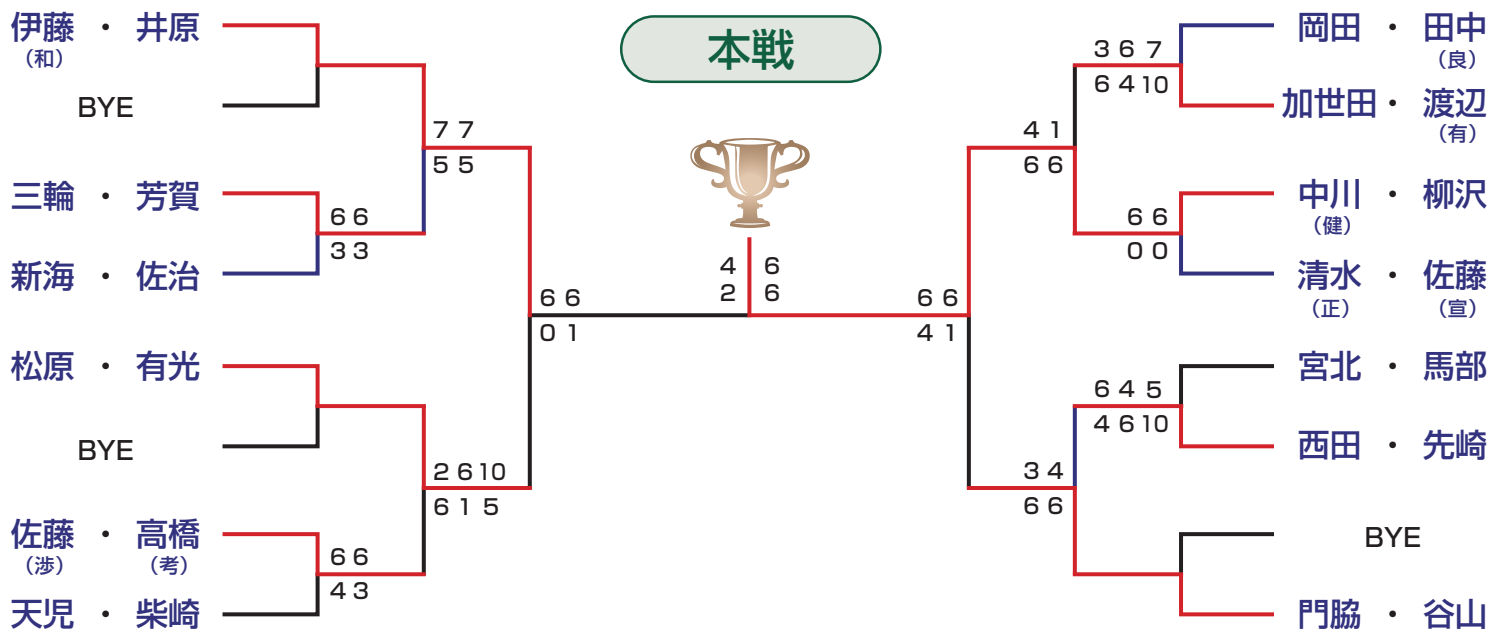 本戦
伊藤 ・ 井原
（和）
BYE
7 7
5 5
三輪 ・ 芳賀
6 6
3 3
新海 ・ 佐治
6 6
0 1
松原 ・ 有光
BYE
2 6 10
6 1 5
佐藤 ・ 高橋
（渉） （考）
6 6
4 3
天児 ・ 柴崎
4 6
2 6
岡田 ・ 田中
（良）
3 6 7
6 4 10
加世田 ・ 渡辺
（有）
4 1
6 6
中川 ・ 柳沢
（健）
6 6
0 0
清水 ・ 佐藤
（正） （宣）
6 6
4 1
宮北 ・ 馬部
6 4 5
4 6 10
西田 ・ 先崎
3 4
6 6
BYE
門脇 ・ 谷山